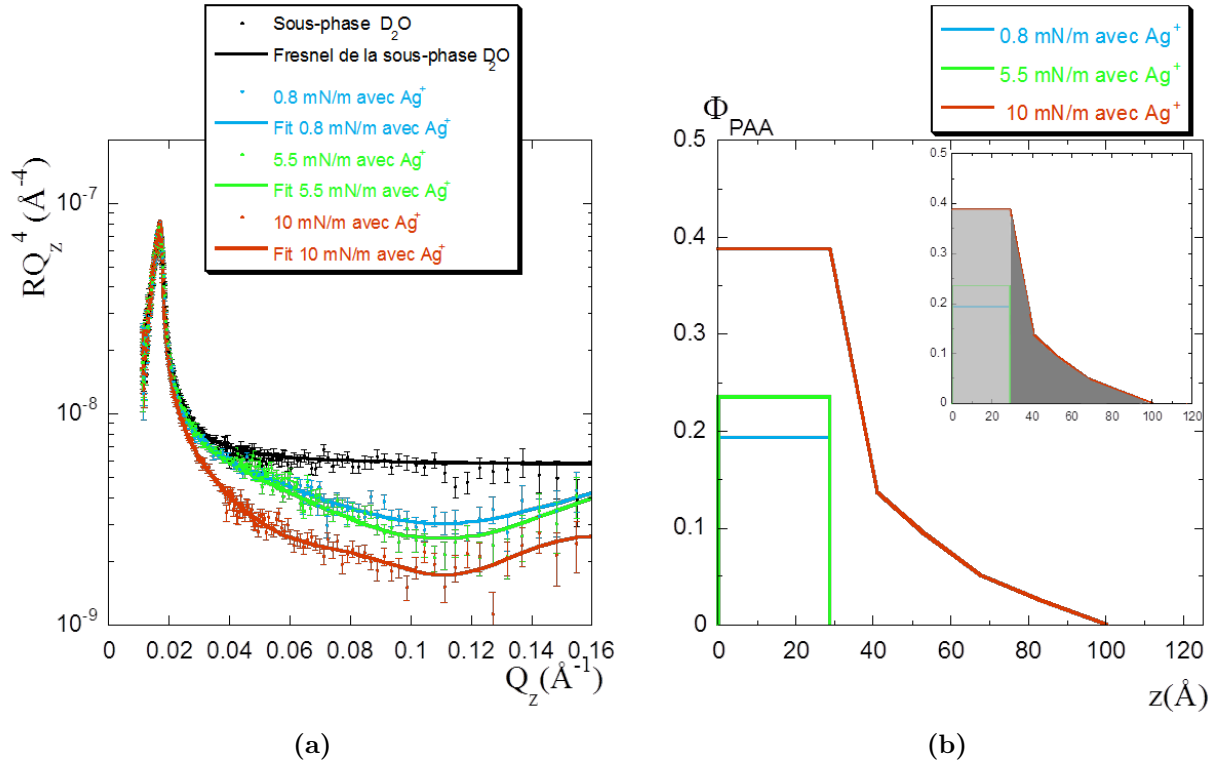 Sous-phase D₂O
Fresnel de la sous-phase D₂O
0.8 mN/m avec Ag⁺
Fit 0.8 mN/m avec Ag⁺
5.5 mN/m avec Ag⁺
Fit 5.5 mN/m avec Ag⁺
10 mN/m avec Ag⁺
Fit 10 mN/m avec Ag⁺
RQ_z⁴ (Å⁻⁴)
10⁻⁷
10⁻⁸
10⁻⁹
0 0.02 0.04 0.06 0.08 0.10 0.12 0.14 0.16
Q_z(Å⁻¹)
(a)
0.8 mN/m avec Ag⁺
5.5 mN/m avec Ag⁺
10 mN/m avec Ag⁺
Φ_PAA
0.5
0.4
0.3
0.2
0.1
0
0 20 40 60 80 100 120
z(Å)
0.5
0.4
0.3
0.2
0.1
0
0 20 40 60 80 100 120
(b)